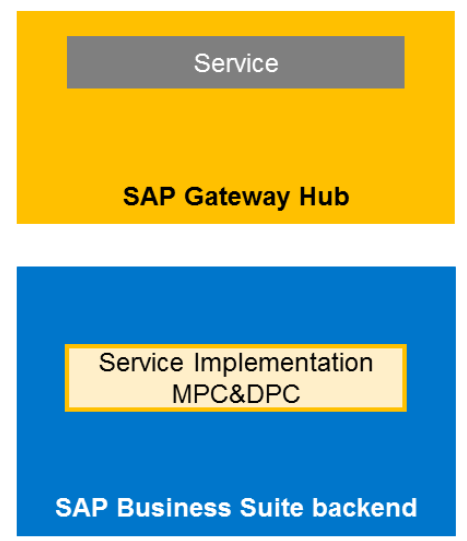 Service
SAP Gateway Hub
Service Implementation
MPC&DPC
SAP Business Suite backend